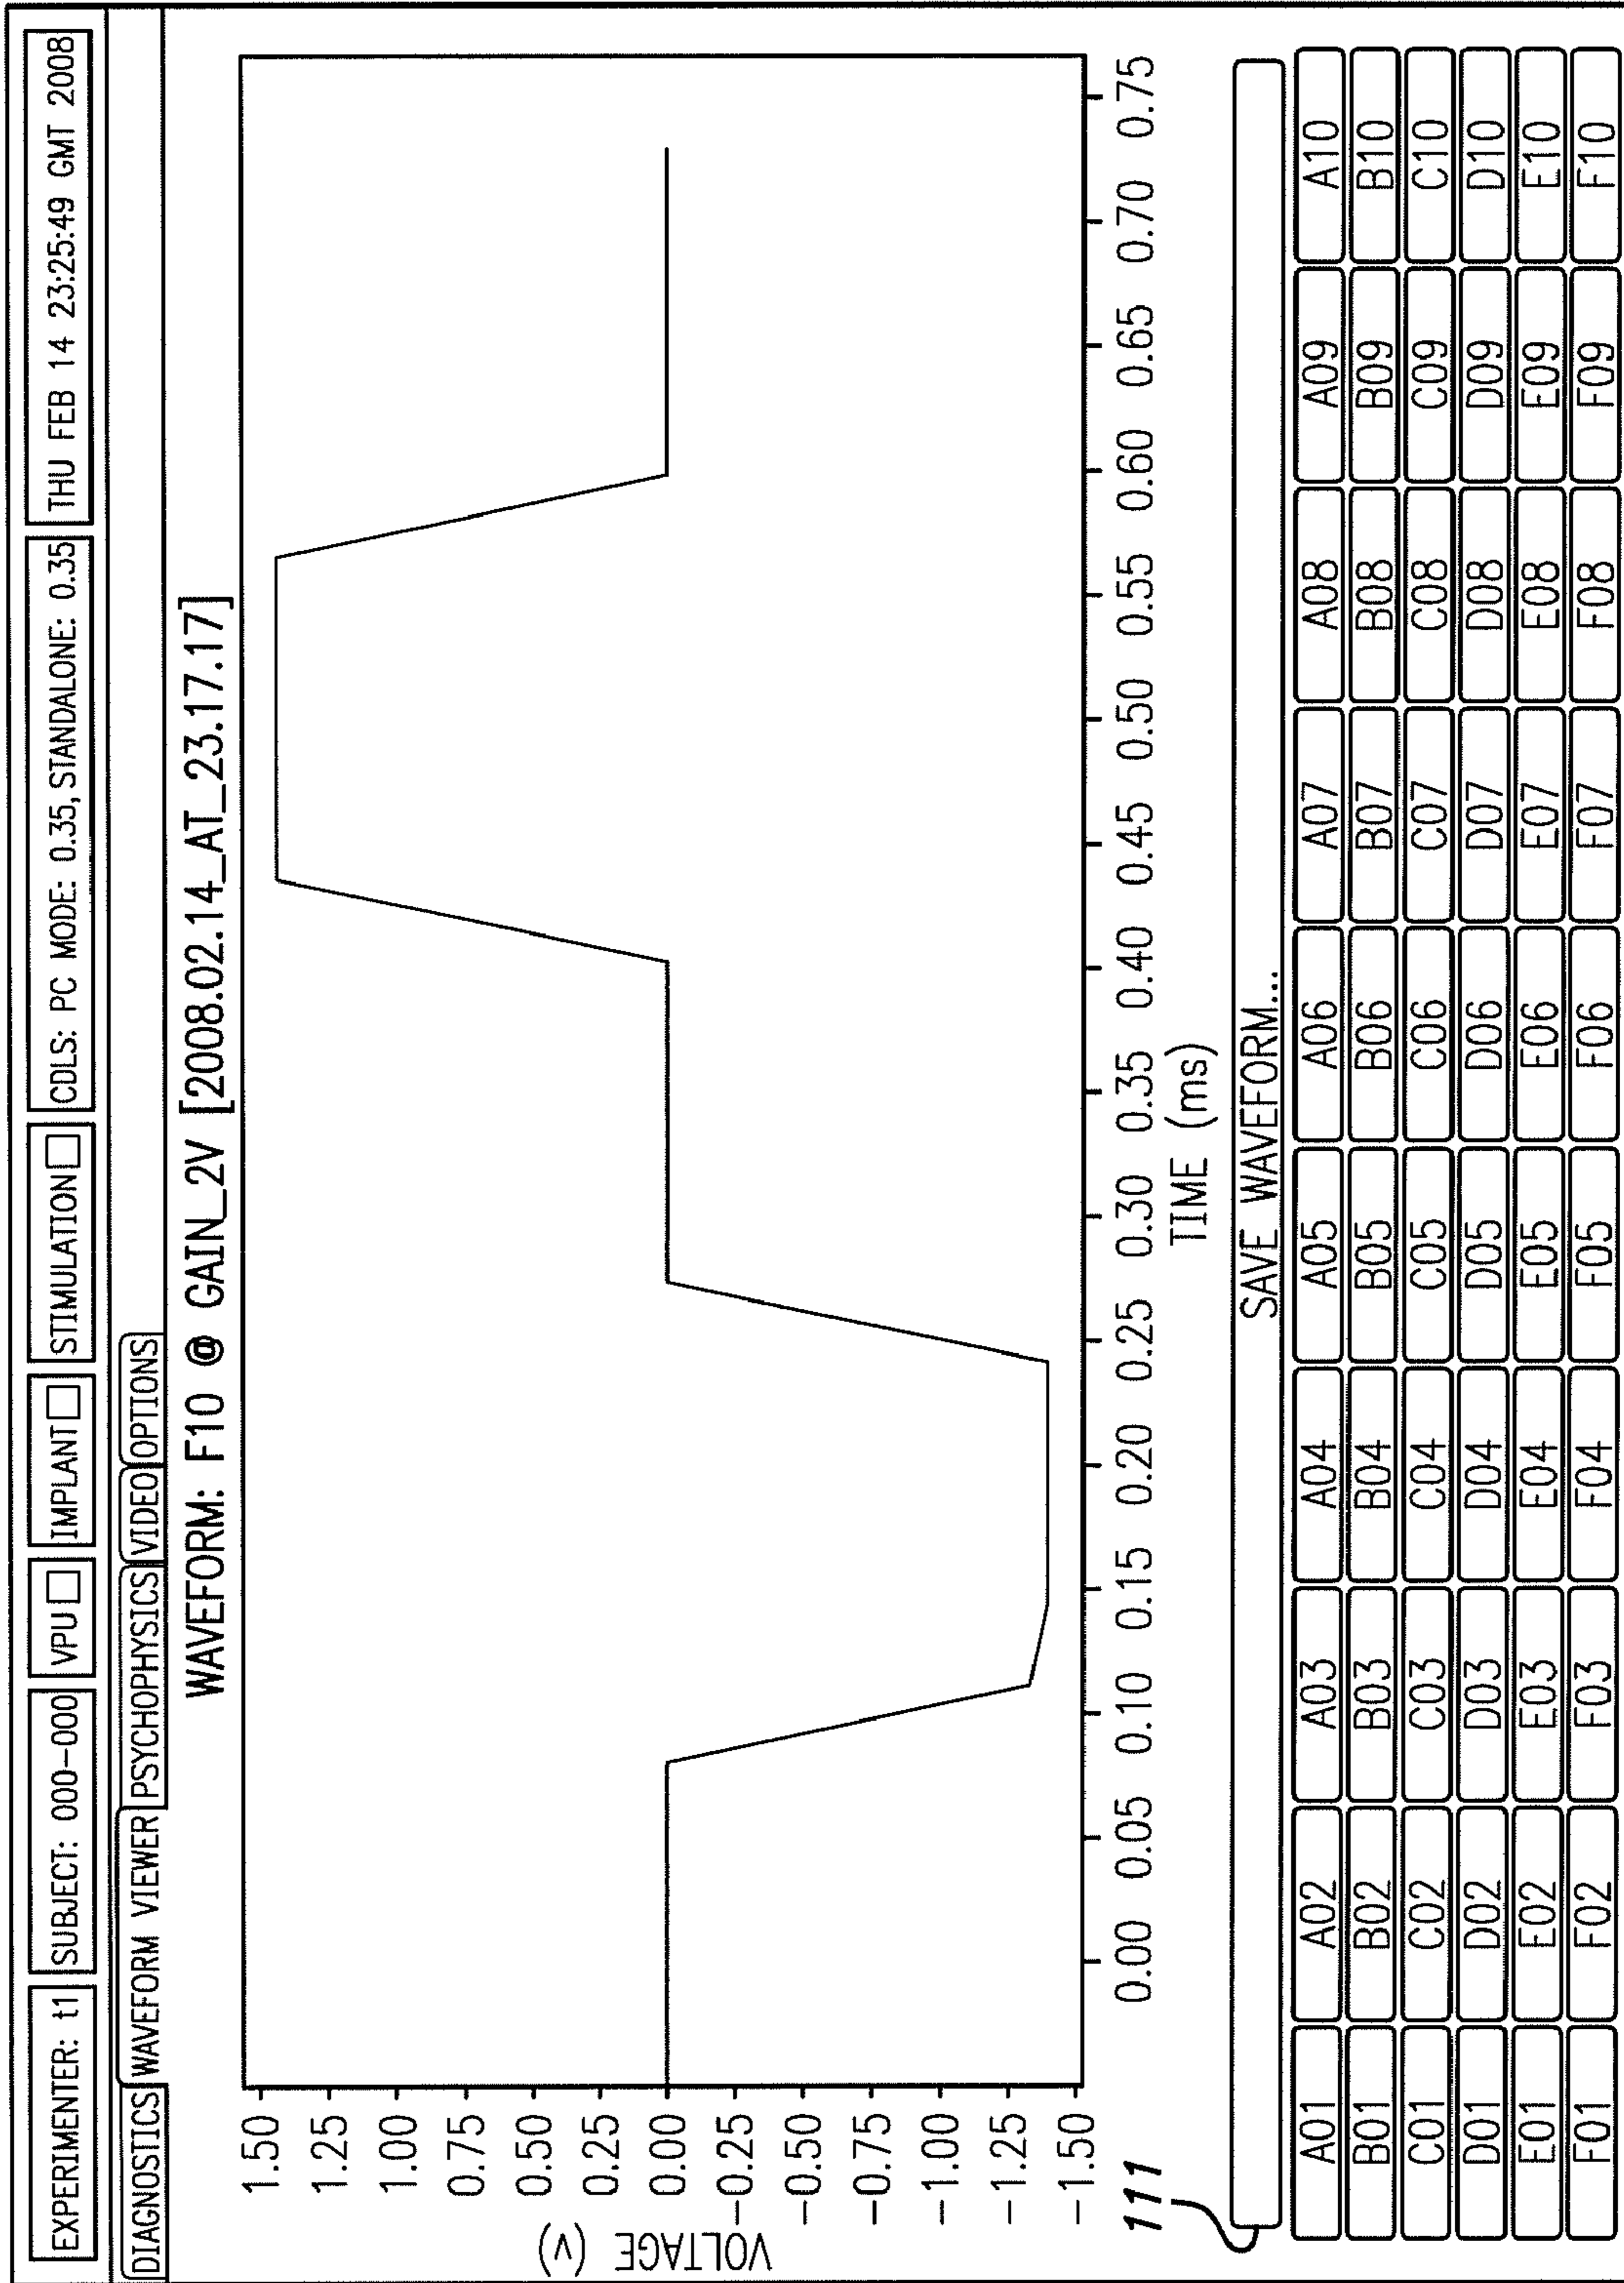 EXPERIMENTER: t1 SUBJECT: 000-000 VPU IMPLANT STIMULATION CDLS: PC MODE: 0.35, STANDALONE: 0.35 THU FEB 14 23:25:49 GMT 2008
DIAGNOSTICS WAVEFORM VIEWER PSYCHOPHYSICS VIDEO OPTIONS
WAVEFORM: F10 @ GAIN_2V [2008.02.14_AT_23.17.17]
VOLTAGE (v)
1.50
1.25
1.00
0.75
0.50
0.25
0.00
-0.25
-0.50
-0.75
-1.00
-1.25
-1.50
0.00 0.05 0.10 0.15 0.20 0.25 0.30 0.35 0.40 0.45 0.50 0.55 0.60 0.65 0.70 0.75
TIME (ms)
111
SAVE WAVEFORM...
A01 A02 A03 A04 A05 A06 A07 A08 A09 A10
B01 B02 B03 B04 B05 B06 B07 B08 B09 B10
C01 C02 C03 C04 C05 C06 C07 C08 C09 C10
D01 D02 D03 D04 D05 D06 D07 D08 D09 D10
E01 E02 E03 E04 E05 E06 E07 E08 E09 E10
F01 F02 F03 F04 F05 F06 F07 F08 F09 F10